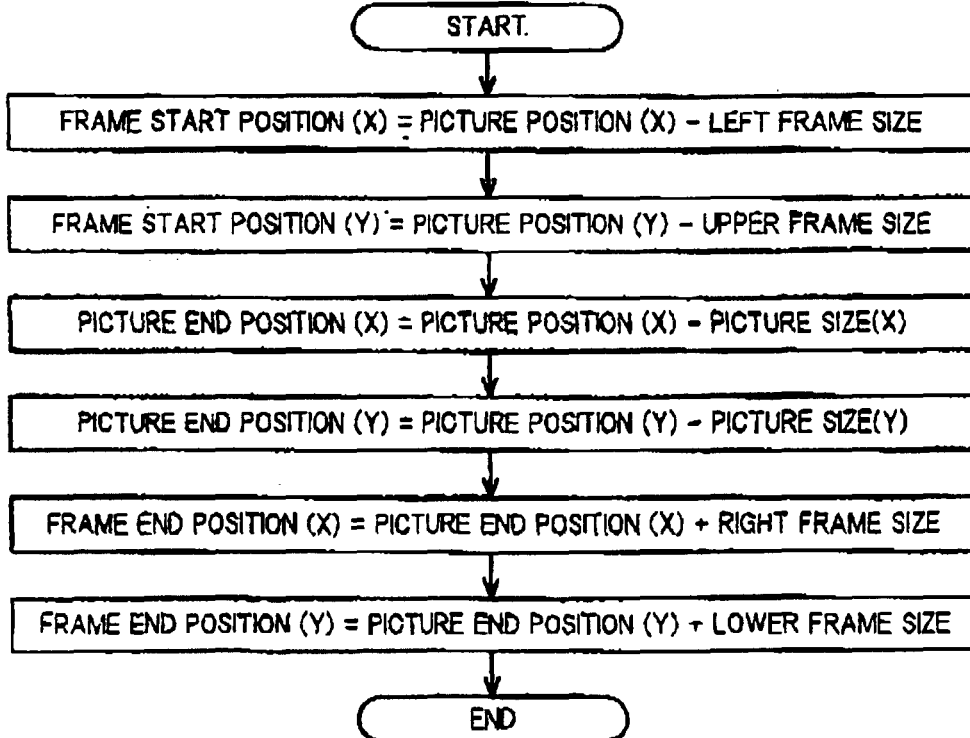 START.
FRAME START POSITION (X) = PICTURE POSITION (X) - LEFT FRAME SIZE
FRAME START POSITION (Y) = PICTURE POSITION (Y) - UPPER FRAME SIZE
PICTURE END POSITION (X) = PICTURE POSITION (X) - PICTURE SIZE(X)
PICTURE END POSITION (Y) = PICTURE POSITION (Y) - PICTURE SIZE(Y)
FRAME END POSITION (X) = PICTURE END POSITION (X) + RIGHT FRAME SIZE
FRAME END POSITION (Y) = PICTURE END POSITION (Y) + LOWER FRAME SIZE
END